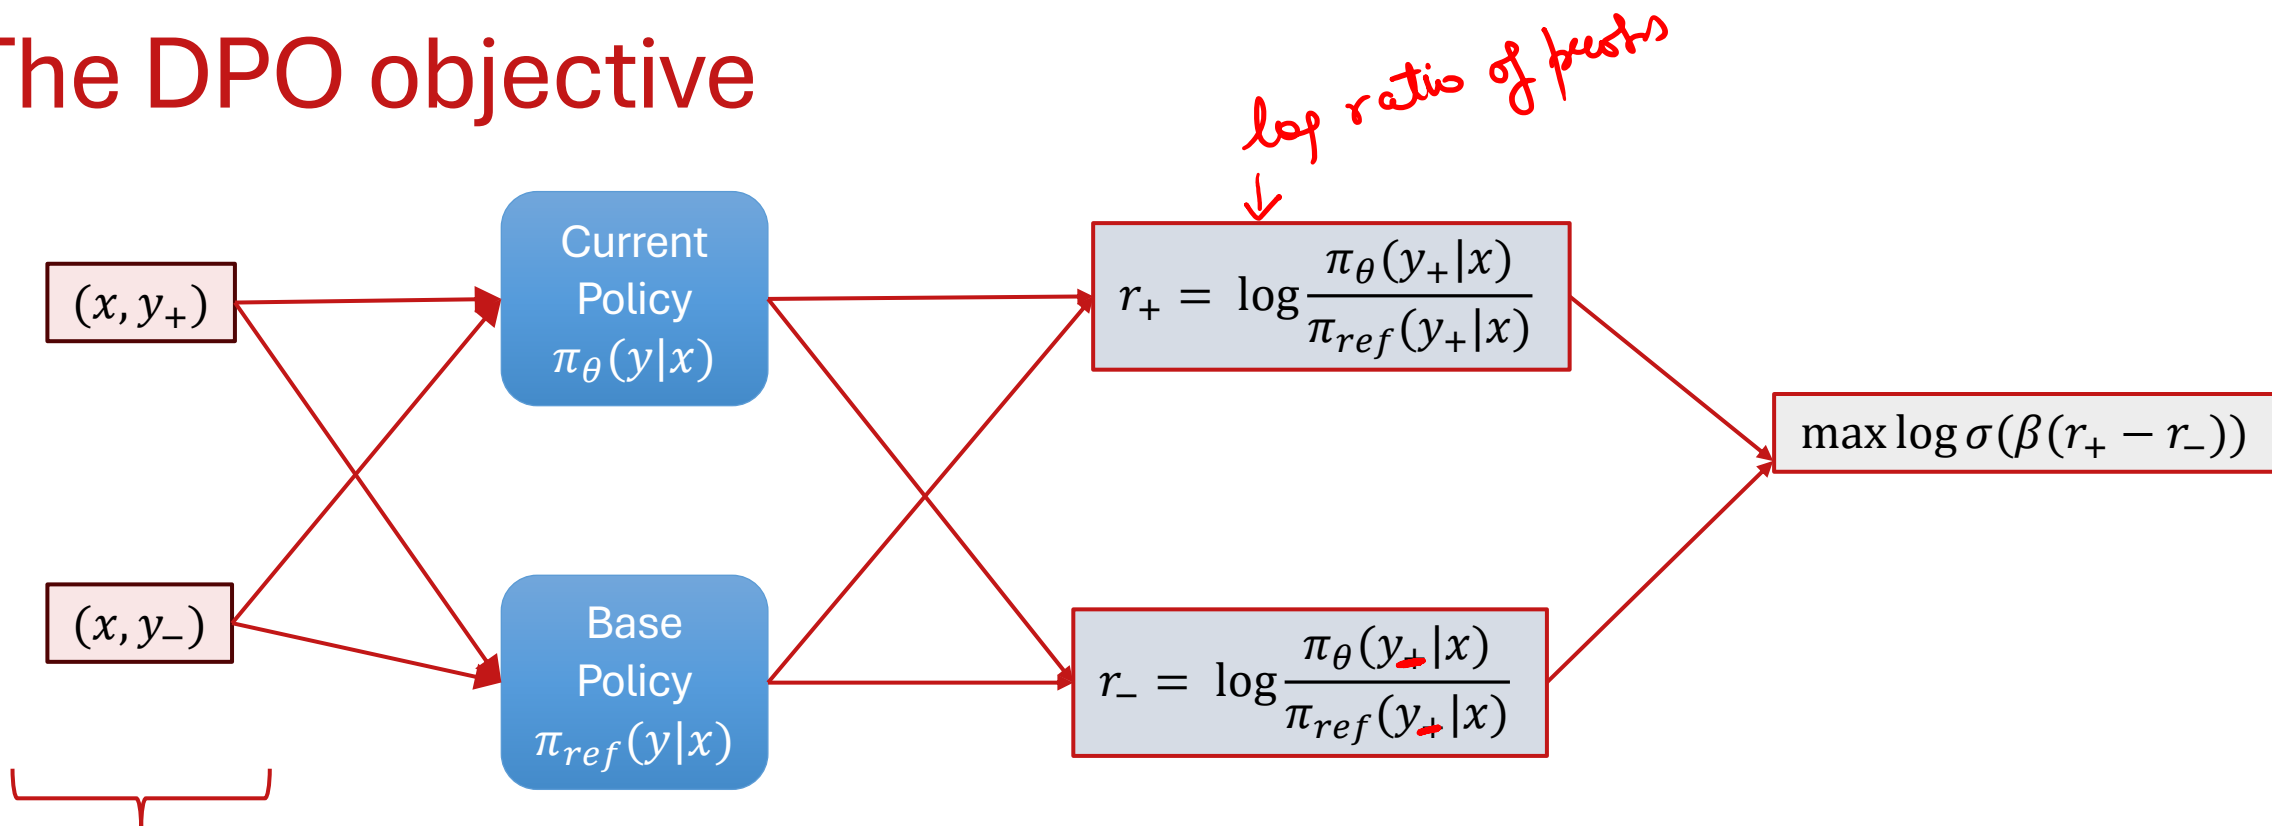 The DPO objective
log ratio of probs
(x, y₊)
Current
Policy
π_θ(y|x)
r₊ = log π_θ(y₊|x) / π_ref(y₊|x)
max log σ(β(r₊ − r₋))
(x, y₋)
Base
Policy
π_ref(y|x)
r₋ = log π_θ(y₋|x) / π_ref(y₋|x)